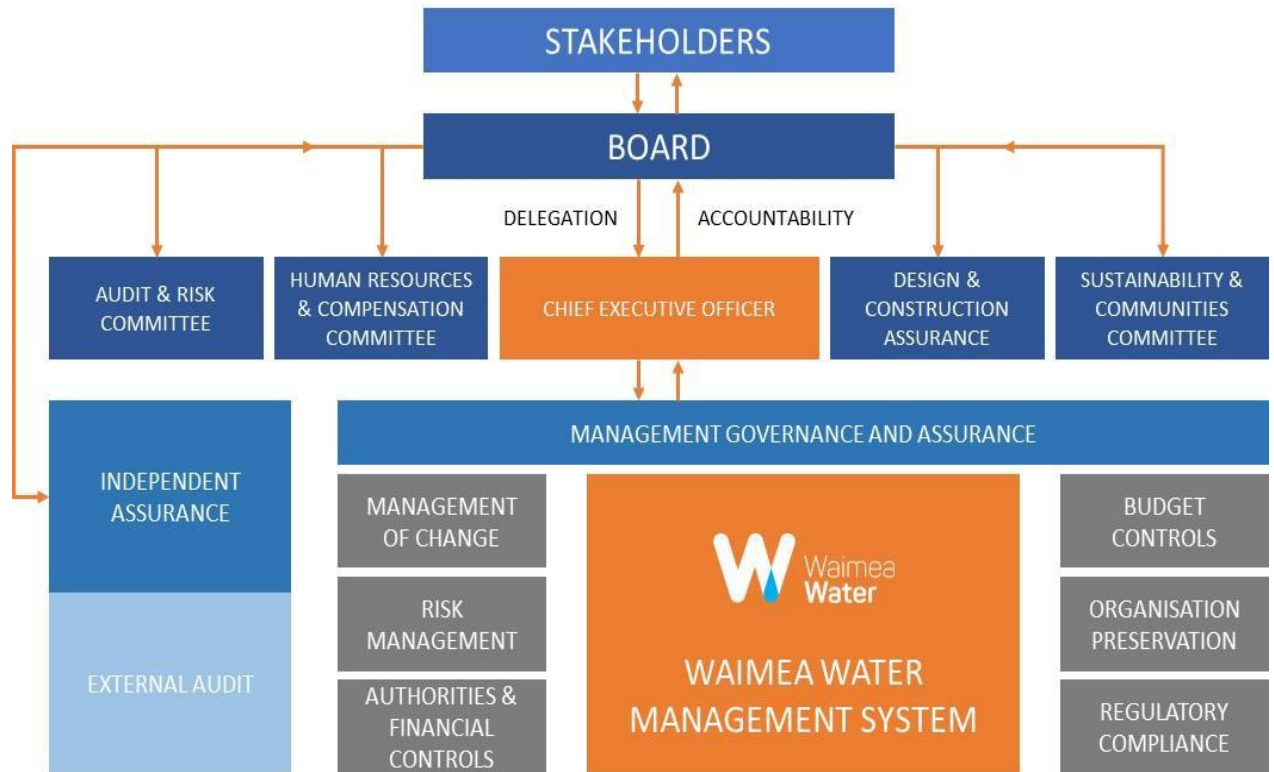 STAKEHOLDERS
BOARD
DELEGATION
ACCOUNTABILITY
AUDIT & RISK
COMMITTEE
HUMAN RESOURCES
& COMPENSATION
COMMITTEE
CHIEF EXECUTIVE OFFICER
DESIGN &
CONSTRUCTION
ASSURANCE
SUSTAINABILITY &
COMMUNITIES
COMMITTEE
INDEPENDENT
ASSURANCE
EXTERNAL AUDIT
MANAGEMENT GOVERNANCE AND ASSURANCE
MANAGEMENT
OF CHANGE
RISK
MANAGEMENT
AUTHORITIES &
FINANCIAL
CONTROLS
W Waimea
Water
WAIMEA WATER
MANAGEMENT SYSTEM
BUDGET
CONTROLS
ORGANISATION
PRESERVATION
REGULATORY
COMPLIANCE